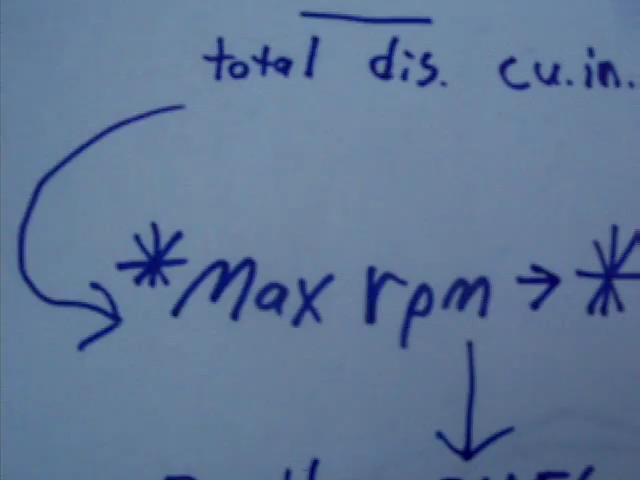 total dis. cu.in.
*Max rpm → *